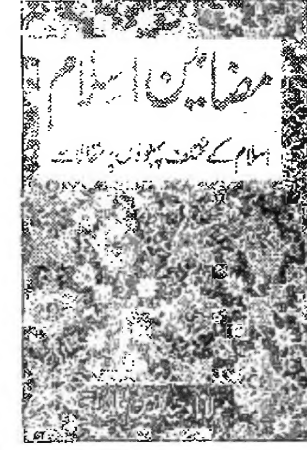 مضامین اسلام
اسلام کے مختلف پہلوؤں پر مقالات